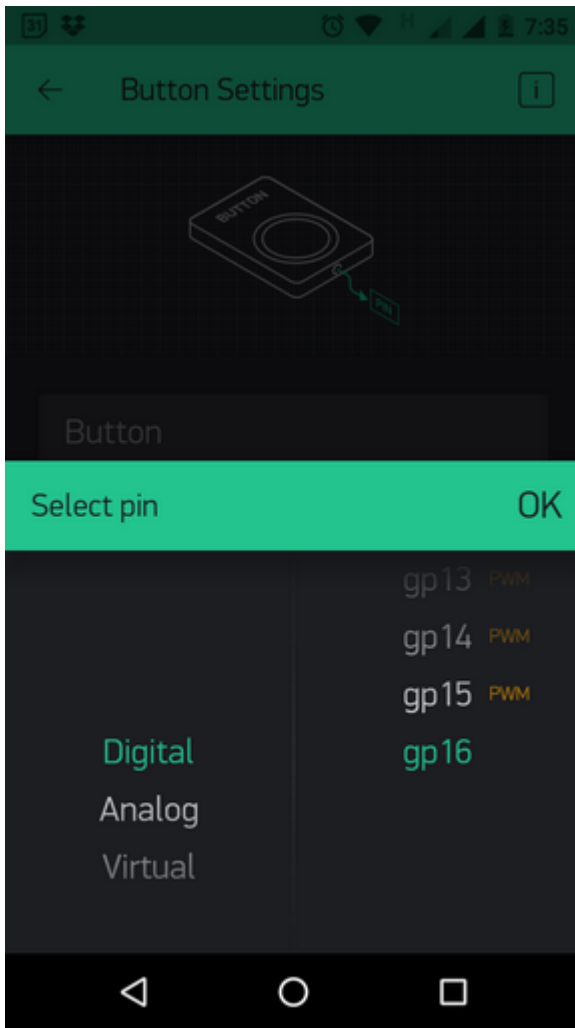 31 H 7:35
Button Settings i
BUTTON
PIN
Button
Select pin OK
gp13 PWM
gp14 PWM
gp15 PWM
Digital gp16
Analog
Virtual